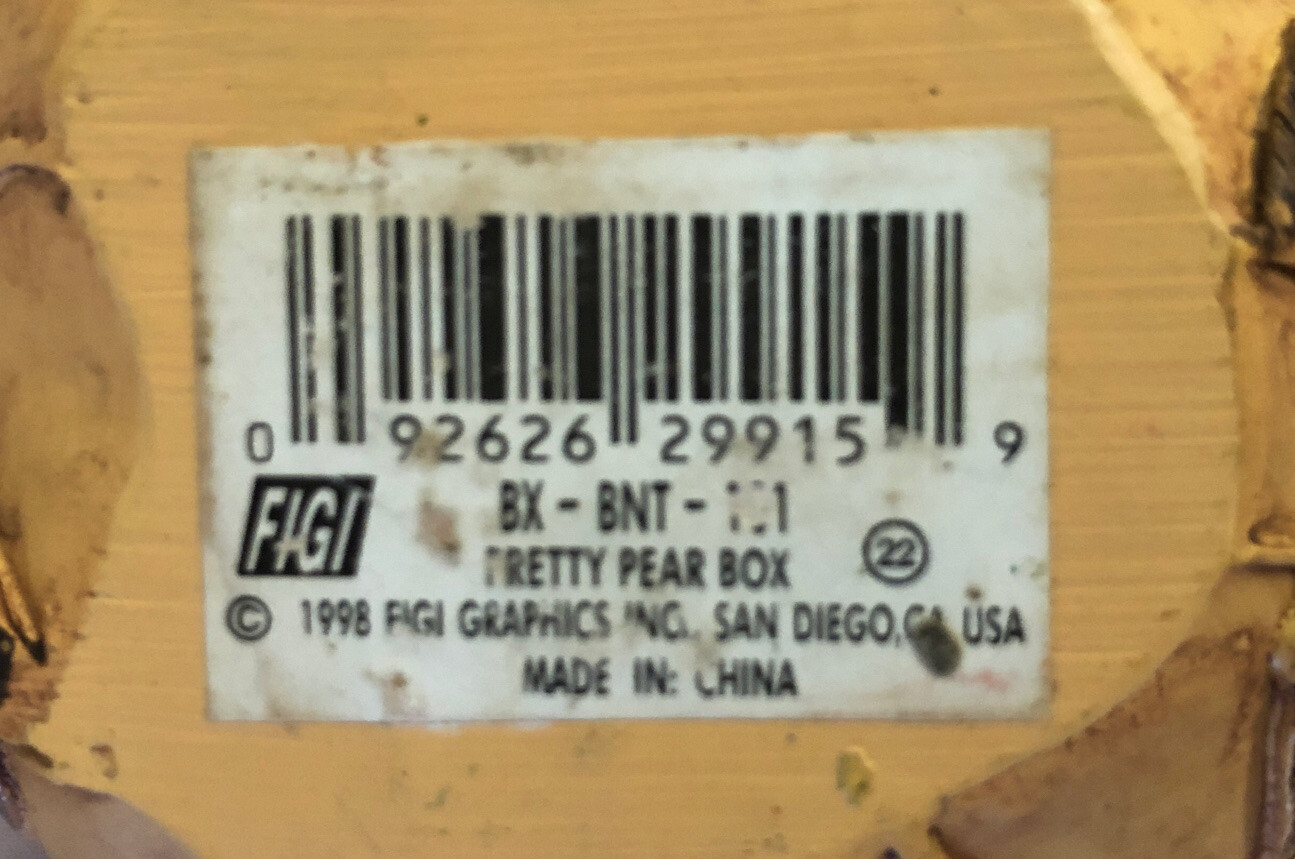 0 92626 29915 9
FIGI BX - BNT -
PRETTY PEAR BOX 22
© 1998 FIGI GRAPHICS INC. SAN DIEGO, CA USA
MADE IN: CHINA